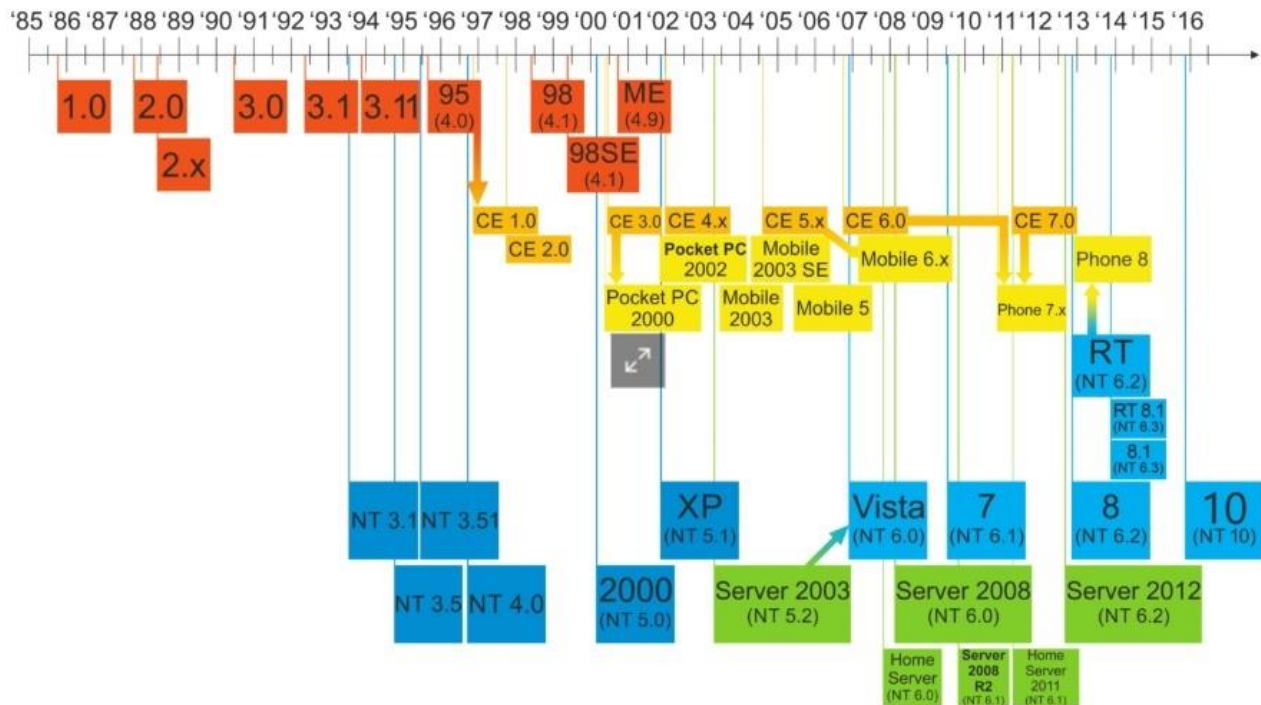 ‘85 ‘86 ‘87 ‘88 ‘89 ‘90 ‘91 ‘92 ‘93 ‘94 ‘95 ‘96 ‘97 ‘98 ‘99 ‘00 ‘01 ‘02 ‘03 ‘04 ‘05 ‘06 ‘07 ‘08 ‘09 ‘10 ‘11 ‘12 ‘13 ‘14 ‘15 ‘16
1.0
2.0
3.0
3.1
3.11
95
(4.0)
98
(4.1)
ME
(4.9)
2.x
98SE
(4.1)
CE 1.0
CE 3.0
CE 4.x
CE 5.x
CE 6.0
CE 7.0
CE 2.0
Pocket PC
2002
Mobile
2003 SE
Mobile 6.x
Phone 8
Pocket PC
2000
Mobile
2003
Mobile 5
Phone 7.x
RT
(NT 6.2)
RT 8.1
(NT 6.3)
8.1
(NT 6.3)
NT 3.1
NT 3.51
XP
(NT 5.1)
Vista
(NT 6.0)
7
(NT 6.1)
8
(NT 6.2)
10
(NT 10)
NT 3.5
NT 4.0
2000
(NT 5.0)
Server 2003
(NT 5.2)
Server 2008
(NT 6.0)
Server 2012
(NT 6.2)
Home
Server
(NT 6.0)
Server
2008
R2
(NT 6.1)
Home
Server
2011
(NT 6.1)